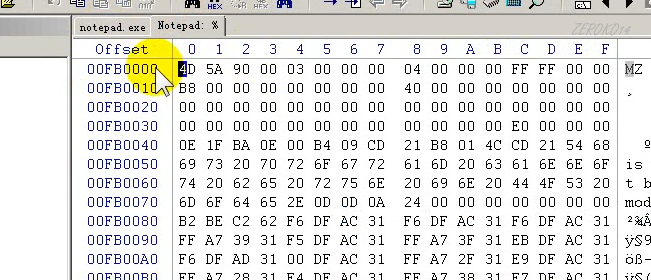 HEX HEX
notepad.exe Notepad: %
ZEROK014
Offset 0 1 2 3 4 5 6 7 8 9 A B C D E F
00FB0000 4D 5A 90 00 03 00 00 00 04 00 00 00 FF FF 00 00 MZ
00FB0010 B8 00 00 00 00 00 00 00 40 00 00 00 00 00 00 00 ¸
00FB0020 00 00 00 00 00 00 00 00 00 00 00 00 00 00 00 00
00FB0030 00 00 00 00 00 00 00 00 00 00 00 00 E0 00 00 00
00FB0040 0E 1F BA 0E 00 B4 09 CD 21 B8 01 4C CD 21 54 68 º
00FB0050 69 73 20 70 72 6F 67 72 61 6D 20 63 61 6E 6E 6F is
00FB0060 74 20 62 65 20 72 75 6E 20 69 6E 20 44 4F 53 20 t b
00FB0070 6D 6F 64 65 2E 0D 0D 0A 24 00 00 00 00 00 00 00 mod
00FB0080 B2 BE C2 62 F6 DF AC 31 F6 DF AC 31 F6 DF AC 31 ²¾Â
00FB0090 FF A7 39 31 F5 DF AC 31 FF A7 3F 31 EB DF AC 31 ÿ§9
00FB00A0 F6 DF AD 31 00 DF AC 31 FF A7 2F 31 E9 DF AC 31 öß-
00FB00B0 FF A7 28 31 F4 DF AC 31 FF A7 38 31 F7 DF AC 31 ÿ§(